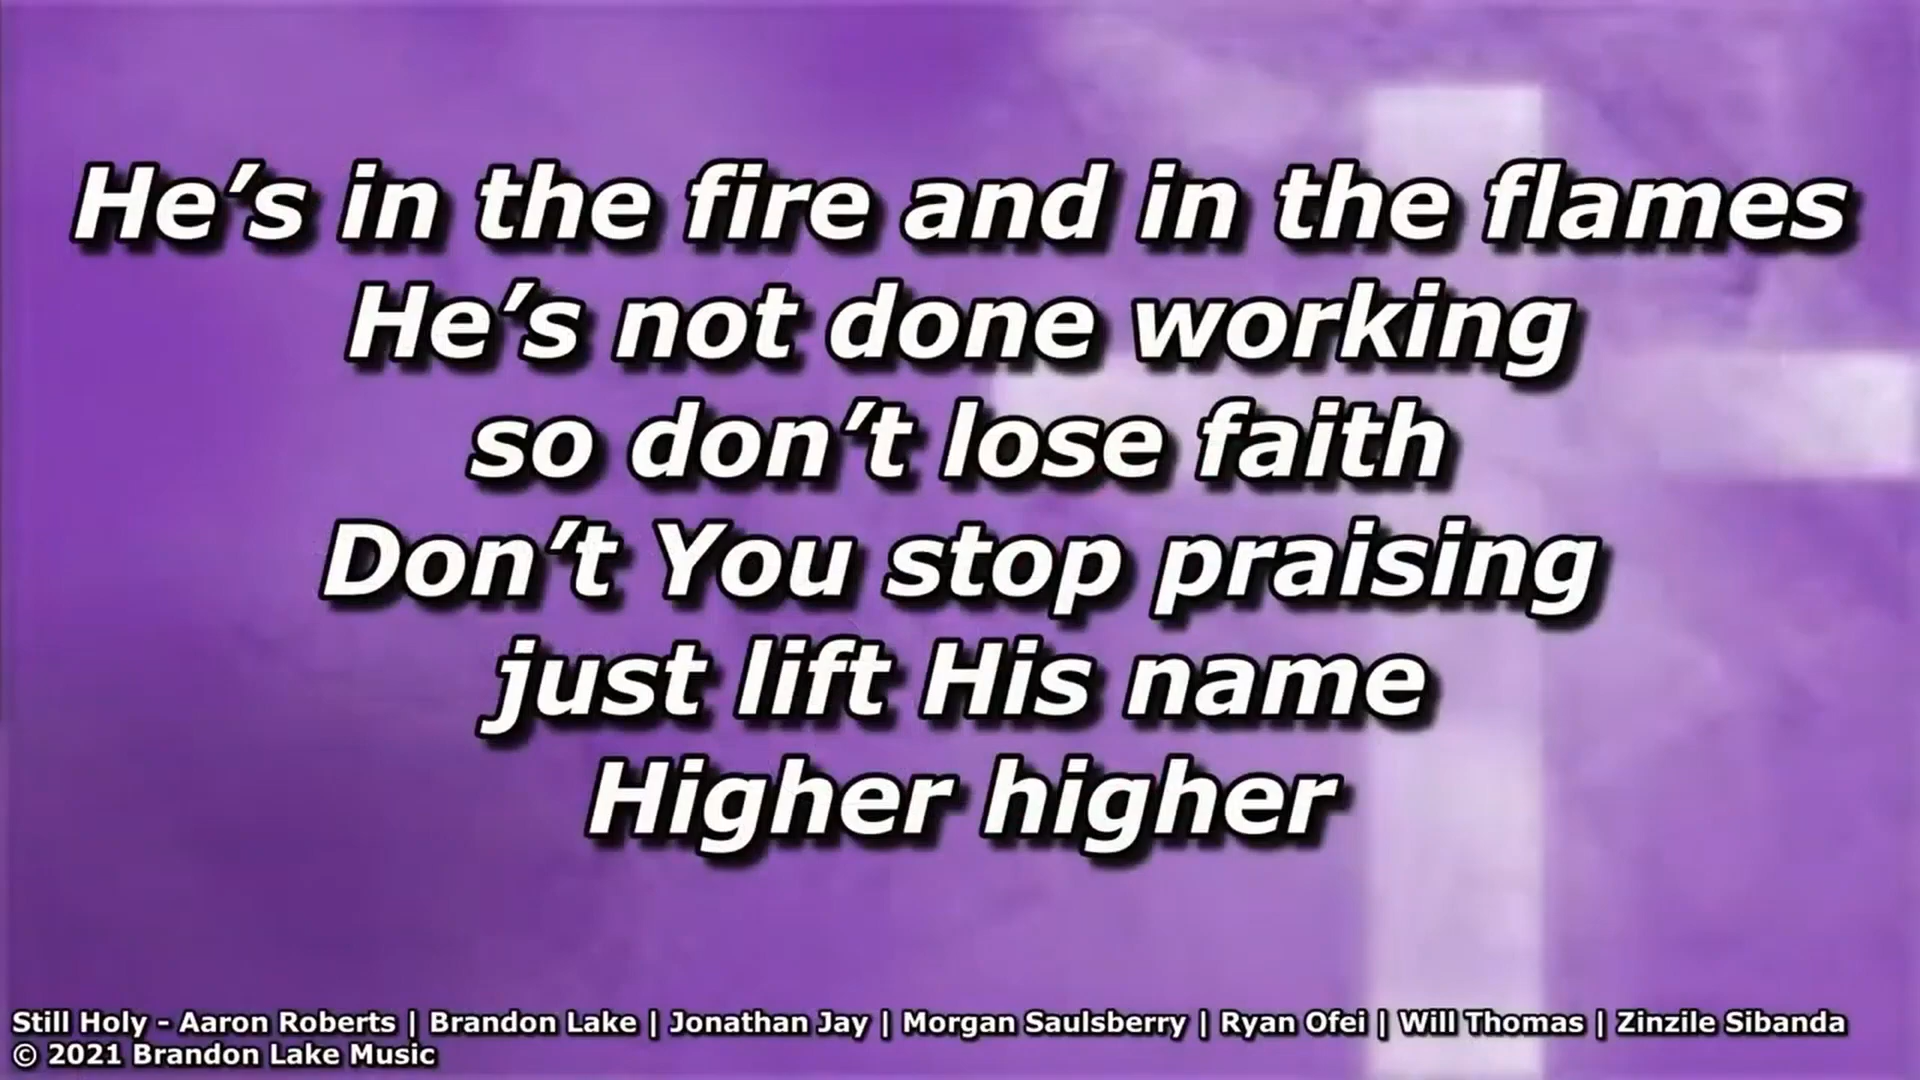 He’s in the fire and in the flames
He’s not done working
so don’t lose faith
Don’t You stop praising
just lift His name
Higher higher
Still Holy - Aaron Roberts | Brandon Lake | Jonathan Jay | Morgan Saulsberry | Ryan Ofei | Will Thomas | Zinzile Sibanda
© 2021 Brandon Lake Music